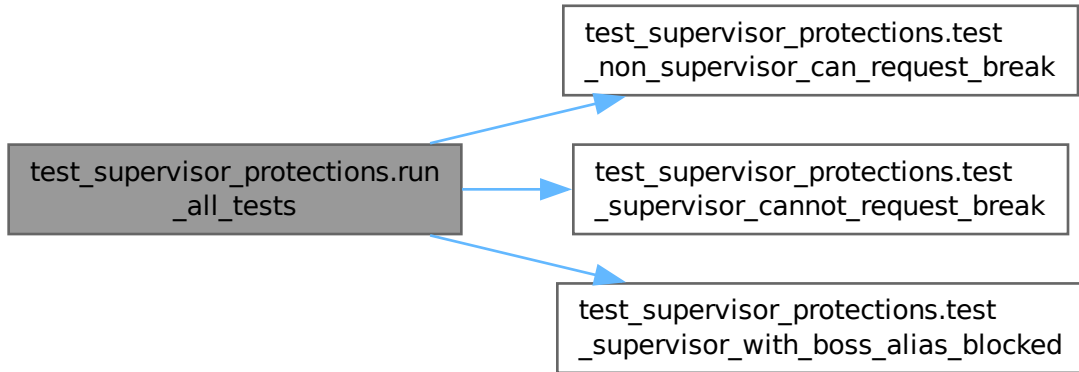 test_supervisor_protections.test
_non_supervisor_can_request_break
test_supervisor_protections.run
_all_tests
test_supervisor_protections.test
_supervisor_cannot_request_break
test_supervisor_protections.test
_supervisor_with_boss_alias_blocked